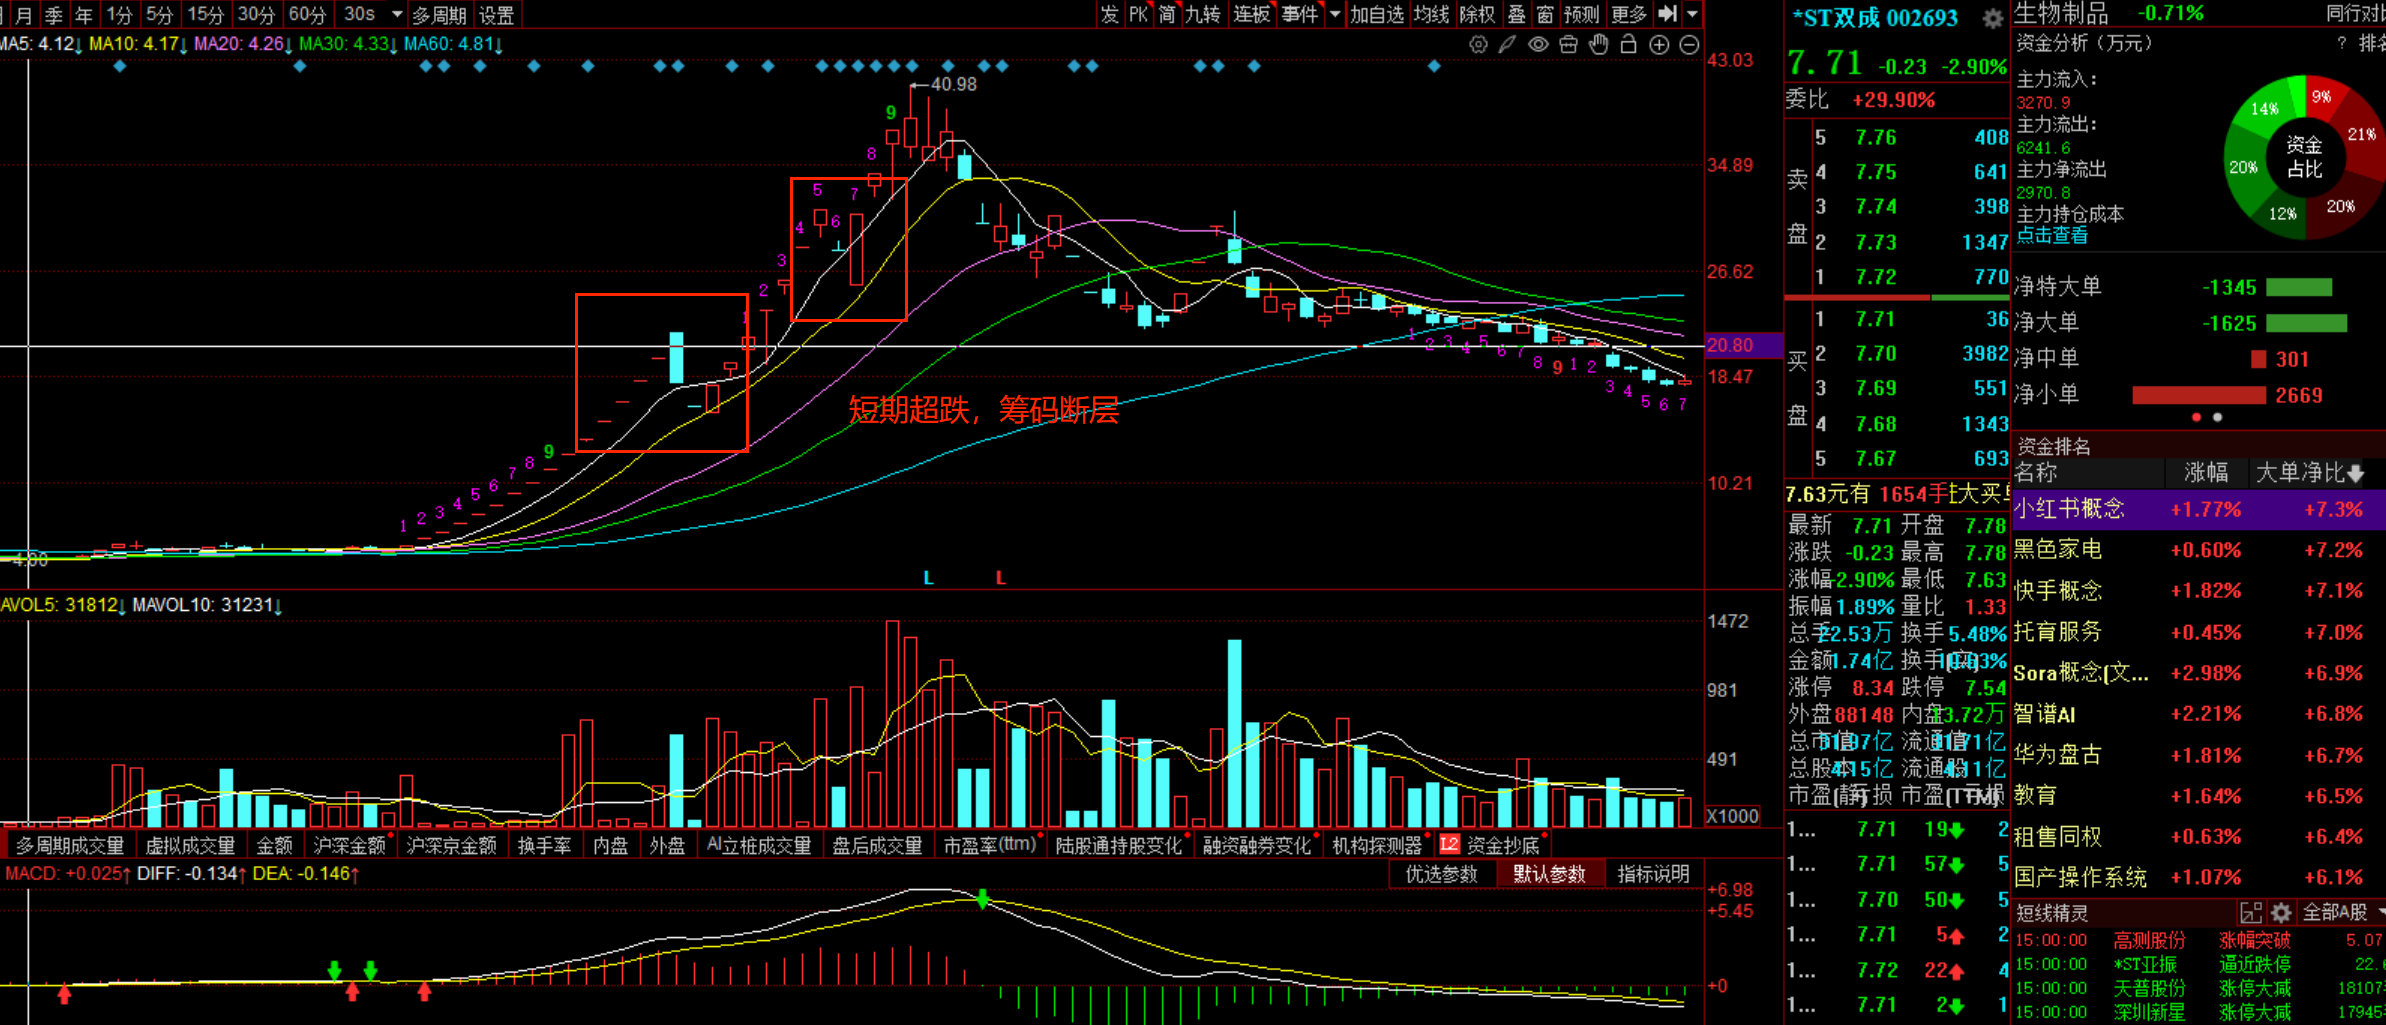 月 季 年 1分 5分 15分 30分 60分 30s 多周期 设置 发 PK 简 九转 连板 事件 加自选 均线 除权 叠 窗 预测 更多
MA5: 4.12↓ MA10: 4.17↓ MA20: 4.26↓ MA30: 4.33↓ MA60: 4.81↓
43.03
←40.98
34.89
26.62
20.80
18.47
10.21
4.00
1 2 3 4 5 6 7 8 9
1 2 3 4 5 6 7 8 9
1 2 3 4 5 6 7 8 9 1 2 3 4 5 6 7
短期超跌，筹码断层
L L
AVOL5: 31812↓ MAVOL10: 31231↓
1472
981
491
X1000
多周期成交量 虚拟成交量 金额 沪深金额 沪深京金额 换手率 内盘 外盘 AI立桩成交量 盘后成交量 市盈率(ttm) 陆股通持股变化 融资融券变化 机构探测器 L2 资金抄底
MACD: +0.025↑ DIFF: -0.134↑ DEA: -0.146↑
优选参数 默认参数 指标说明
+6.98
+5.45
+0
*ST双成 002693
7.71 -0.23 -2.90%
委比 +29.90%
卖盘
5 7.76 408
4 7.75 641
3 7.74 398
2 7.73 1347
1 7.72 770
买盘
1 7.71 36
2 7.70 3982
3 7.69 551
4 7.68 1343
5 7.67 693
7.63元有 1654手 大买单
最新 7.71 开盘 7.78
涨跌 -0.23 最高 7.78
涨幅 -2.90% 最低 7.63
振幅 1.89% 量比 1.33
总手 22.53万 换手 5.48%
金额 1.74亿 换手
涨停 8.34 跌停 7.54
外盘 88148 内盘 13.72万
总市值 31.97亿 流通值 31.71亿
总股本 4.15亿 流通股 4.11亿
市盈(静) 损 市盈(TTM) 损
1... 7.71 19 2
1... 7.71 57 5
1... 7.70 50 5
1... 7.71 5 2
1... 7.72 22 4
1... 7.71 2 1
生物制品 -0.71% 同行对比
资金分析（万元） ？ 排名
主力流入:
3270.9
主力流出:
6241.6
主力净流出
2970.8
主力持仓成本
点击查看
资金占比
9%
21%
20%
12%
20%
14%
净特大单 -1345
净大单 -1625
净中单 301
净小单 2669
资金排名
名称 涨幅 大单净比
小红书概念 +1.77% +7.3%
黑色家电 +0.60% +7.2%
快手概念 +1.82% +7.1%
托育服务 +0.45% +7.0%
Sora概念(文... +2.98% +6.9%
智谱AI +2.21% +6.8%
华为盘古 +1.81% +6.7%
教育 +1.64% +6.5%
租售同权 +0.63% +6.4%
国产操作系统 +1.07% +6.1%
短线精灵 全部A股
15:00:00 高测股份 涨幅突破 5.07
15:00:00 *ST亚振 逼近跌停 22.6
15:00:00 天普股份 涨停大减 18107
15:00:00 深圳新星 涨停大减 17945